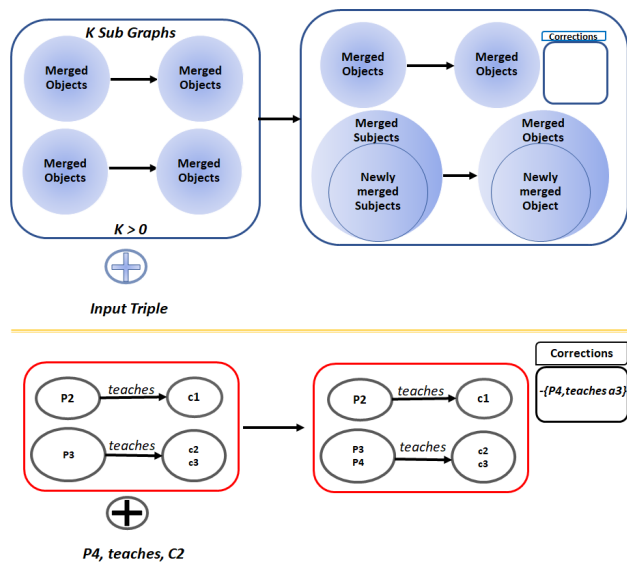 K Sub Graphs
Merged
Objects
Merged
Objects
Merged
Objects
Merged
Objects
K > 0
Input Triple
Merged
Objects
Merged
Objects
Corrections
Merged
Subjects
Newly
merged
Subjects
Merged
Objects
Newly
merged
Object
P2
teaches
c1
P3
teaches
c2
c3
P4, teaches, C2
P2
teaches
c1
P3
P4
teaches
c2
c3
Corrections
-{P4,teaches a3}